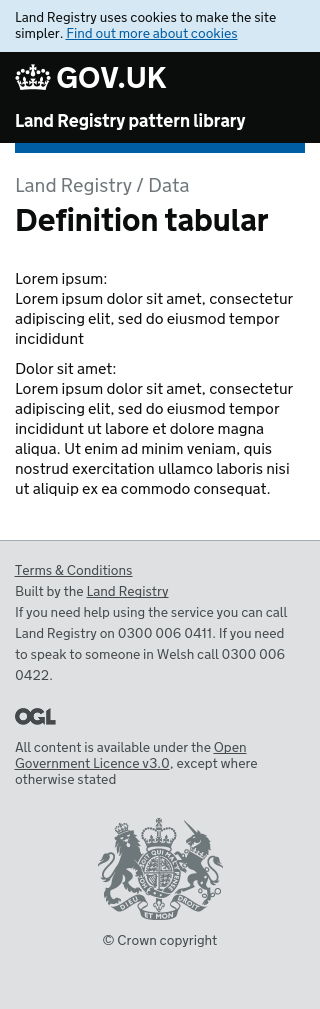 Land Registry uses cookies to make the site
simpler. Find out more about cookies
GOV.UK
Land Registry pattern library
Land Registry / Data
Definition tabular
Lorem ipsum:
Lorem ipsum dolor sit amet, consectetur
adipiscing elit, sed do eiusmod tempor
incididunt
Dolor sit amet:
Lorem ipsum dolor sit amet, consectetur
adipiscing elit, sed do eiusmod tempor
incididunt ut labore et dolore magna
aliqua. Ut enim ad minim veniam, quis
nostrud exercitation ullamco laboris nisi
ut aliquip ex ea commodo consequat.
Terms & Conditions
Built by the Land Registry
If you need help using the service you can call
Land Registry on 0300 006 0411. If you need
to speak to someone in Welsh call 0300 006
0422.
OGL
All content is available under the Open
Government Licence v3.0, except where
otherwise stated
DIEU ET MON DROIT
© Crown copyright